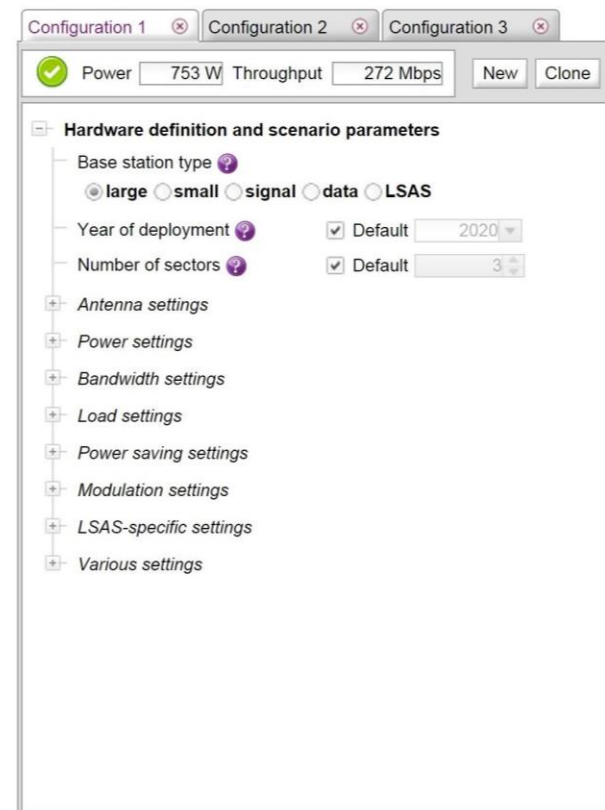 Configuration 1 Configuration 2 Configuration 3
Power 753 W Throughput 272 Mbps New Clone
Hardware definition and scenario parameters
Base station type ?
large small signal data LSAS
Year of deployment ? Default 2020
Number of sectors ? Default 3
Antenna settings
Power settings
Bandwidth settings
Load settings
Power saving settings
Modulation settings
LSAS-specific settings
Various settings